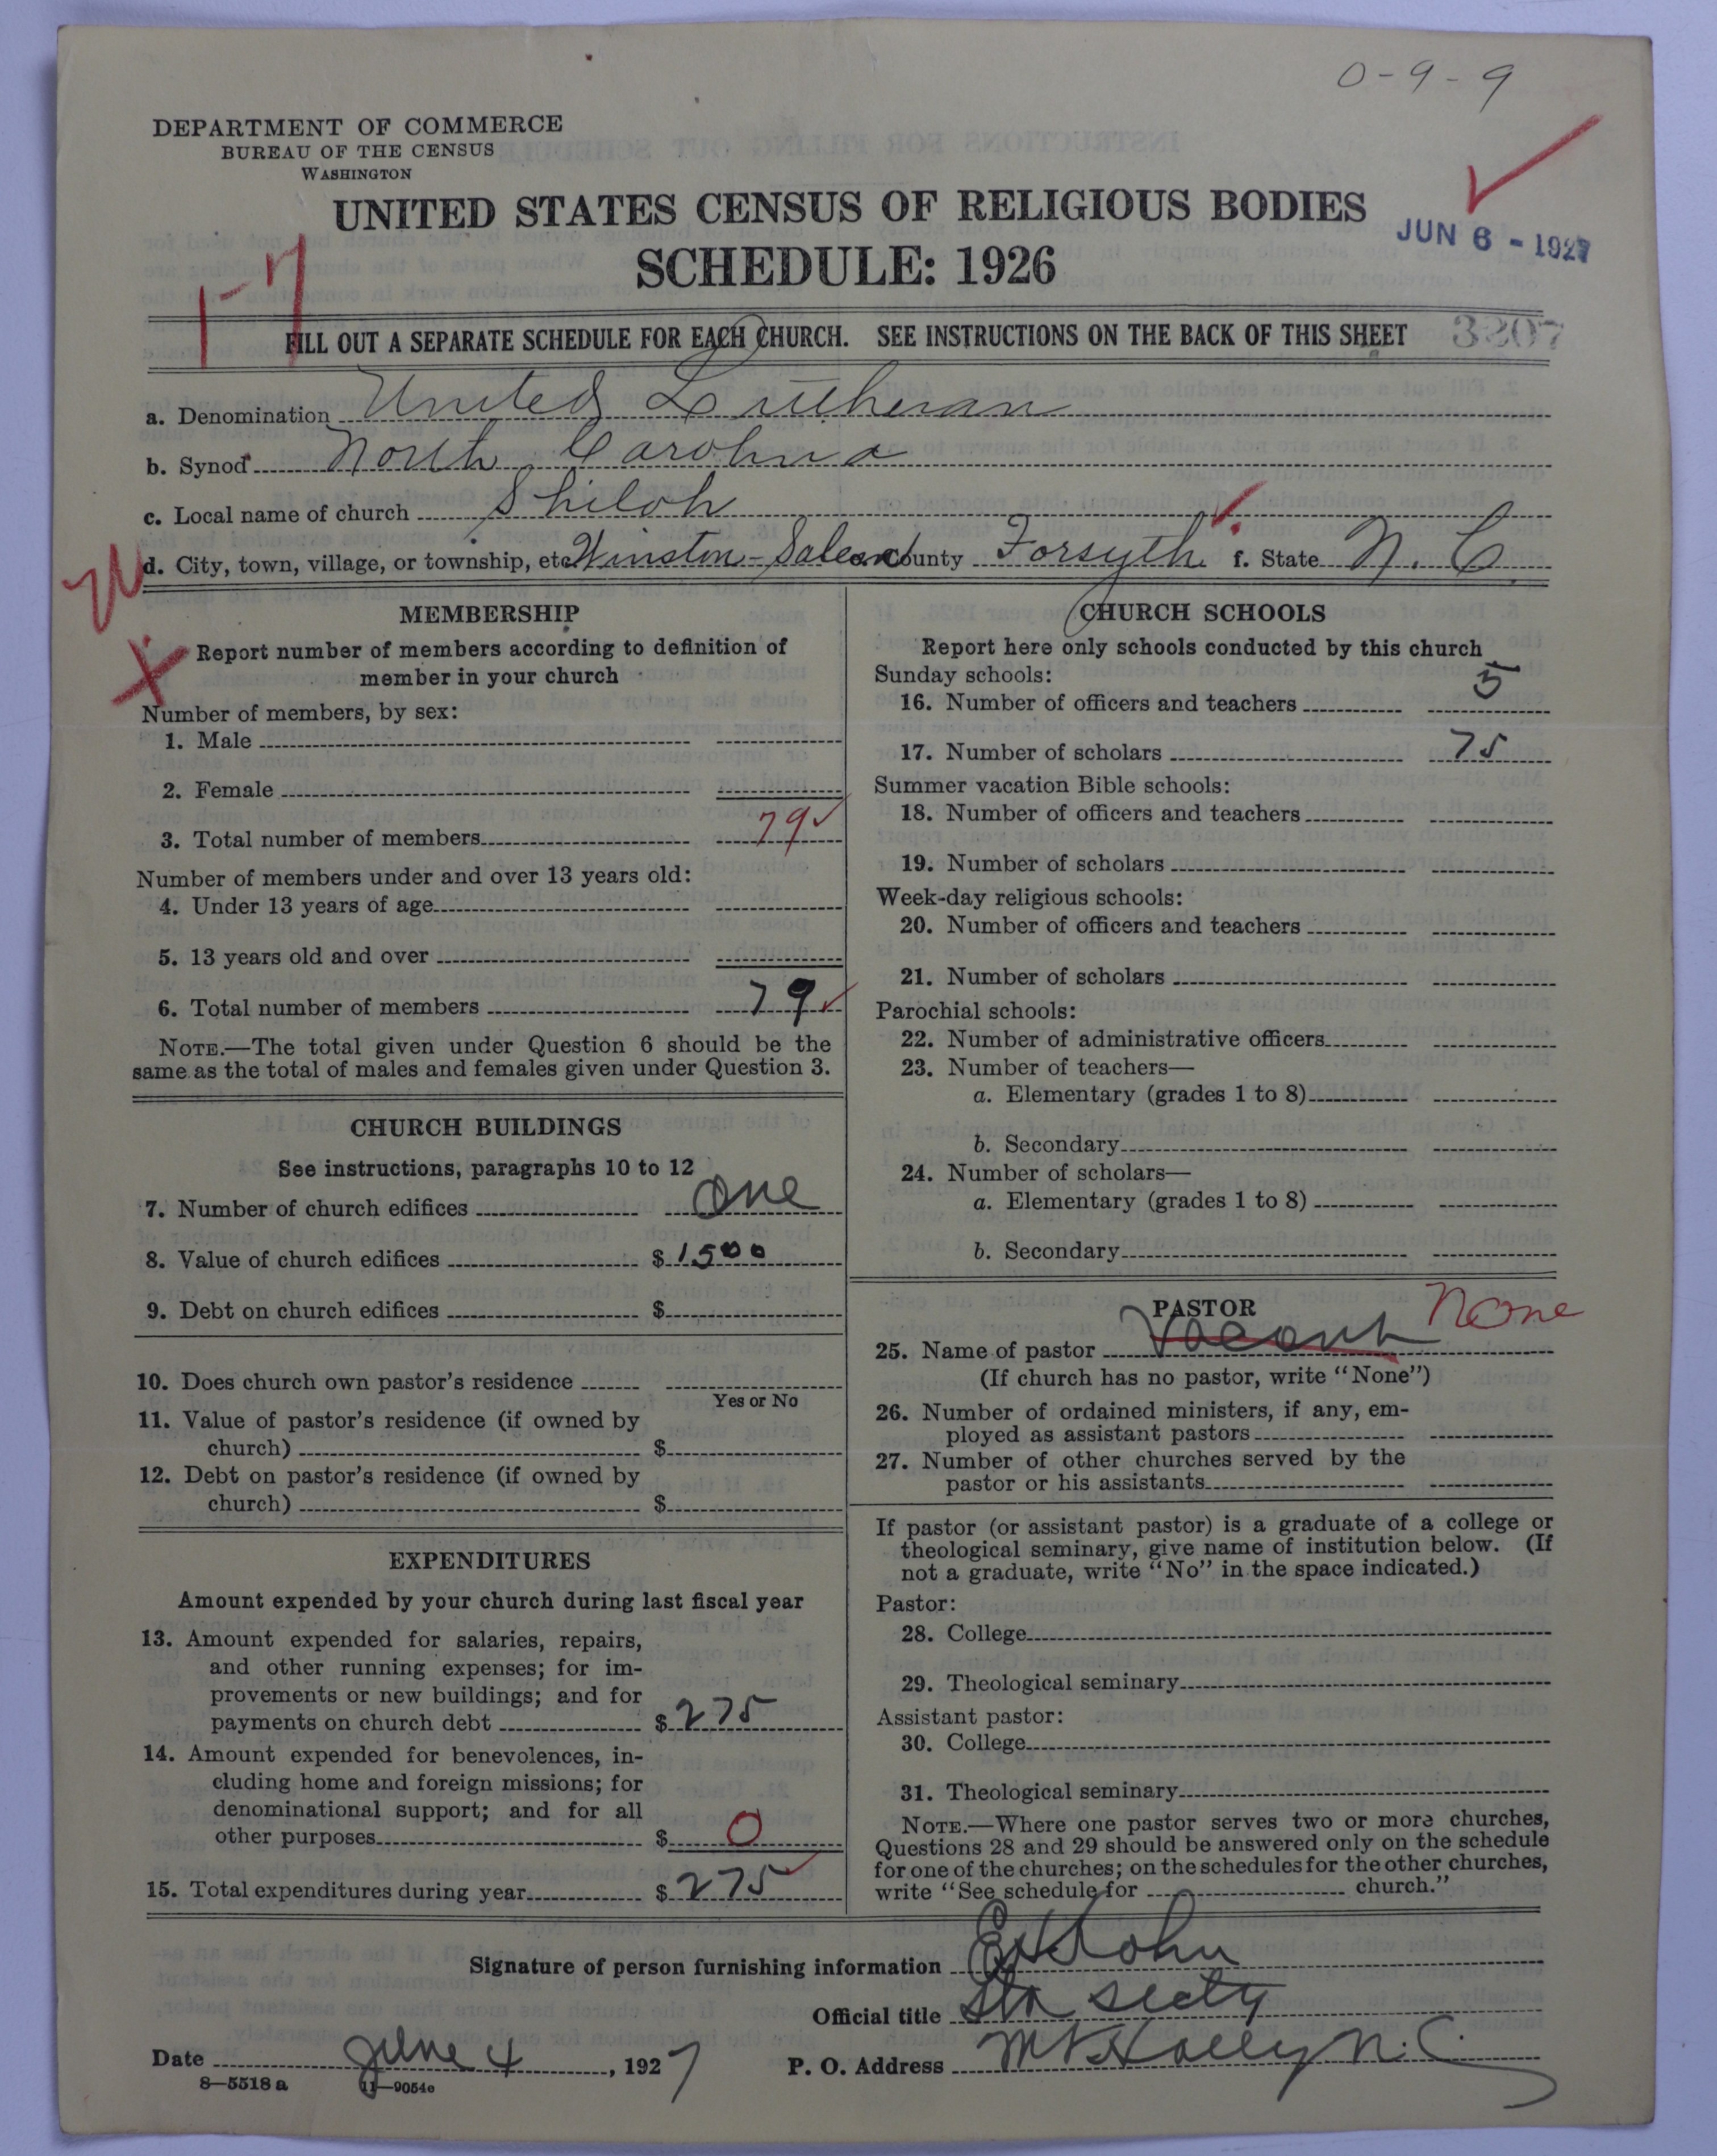 0-9-9
DEPARTMENT OF COMMERCE
BUREAU OF THE CENSUS
WASHINGTON
UNITED STATES CENSUS OF RELIGIOUS BODIES
SCHEDULE: 1926
JUN 6 - 1927
FILL OUT A SEPARATE SCHEDULE FOR EACH CHURCH. SEE INSTRUCTIONS ON THE BACK OF THIS SHEET 3207
a. Denomination United Lutheran
b. Synod North Carolina
c. Local name of church Shiloh
d. City, town, village, or township, etc. Winston-Salem County Forsyth f. State N. C.
MEMBERSHIP
Report number of members according to definition of
member in your church
Number of members, by sex:
1. Male
2. Female
3. Total number of members 79
Number of members under and over 13 years old:
4. Under 13 years of age
5. 13 years old and over
6. Total number of members 79
NOTE.—The total given under Question 6 should be the
same as the total of males and females given under Question 3.
CHURCH BUILDINGS
See instructions, paragraphs 10 to 12
7. Number of church edifices One
8. Value of church edifices $ 1500
9. Debt on church edifices $
10. Does church own pastor's residence
Yes or No
11. Value of pastor's residence (if owned by
church) $
12. Debt on pastor's residence (if owned by
church) $
EXPENDITURES
Amount expended by your church during last fiscal year
13. Amount expended for salaries, repairs,
and other running expenses; for im-
provements or new buildings; and for
payments on church debt $ 275
14. Amount expended for benevolences, in-
cluding home and foreign missions; for
denominational support; and for all
other purposes $ 0
15. Total expenditures during year $ 275
CHURCH SCHOOLS
Report here only schools conducted by this church
Sunday schools:
16. Number of officers and teachers 5
17. Number of scholars 75
Summer vacation Bible schools:
18. Number of officers and teachers
19. Number of scholars
Week-day religious schools:
20. Number of officers and teachers
21. Number of scholars
Parochial schools:
22. Number of administrative officers
23. Number of teachers—
a. Elementary (grades 1 to 8)
b. Secondary
24. Number of scholars—
a. Elementary (grades 1 to 8)
b. Secondary
PASTOR None
25. Name of pastor Vacant
(If church has no pastor, write "None")
26. Number of ordained ministers, if any, em-
ployed as assistant pastors
27. Number of other churches served by the
pastor or his assistants
If pastor (or assistant pastor) is a graduate of a college or
theological seminary, give name of institution below. (If
not a graduate, write "No" in the space indicated.)
Pastor:
28. College
29. Theological seminary
Assistant pastor:
30. College
31. Theological seminary
NOTE.—Where one pastor serves two or more churches,
Questions 28 and 29 should be answered only on the schedule
for one of the churches; on the schedules for the other churches,
write "See schedule for church."
Signature of person furnishing information
Official title Sta Secty
Date June 4, 1927 P. O. Address Mt Holly N. C.
8—5518 a 11—9054e